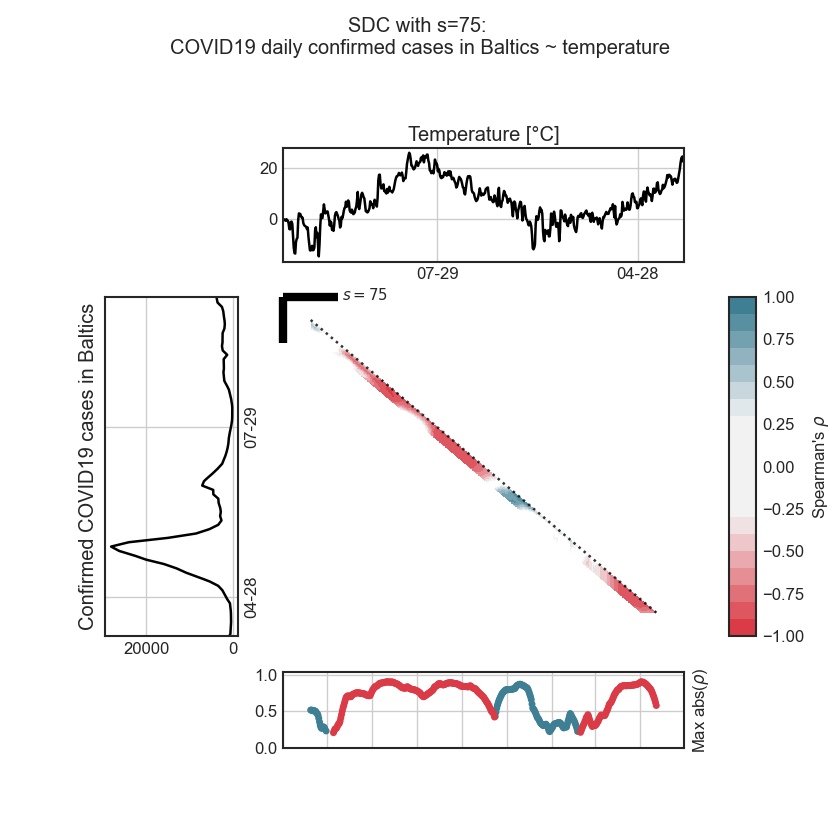 SDC with s=75:
COVID19 daily confirmed cases in Baltics ~ temperature
Temperature [°C]
20
0
07-29
04-28
s = 75
Confirmed COVID19 cases in Baltics
07-29
04-28
20000
0
1.00
0.75
0.50
0.25
0.00
−0.25
−0.50
−0.75
−1.00
Spearman's ρ
1.0
0.5
0.0
Max abs(ρ)